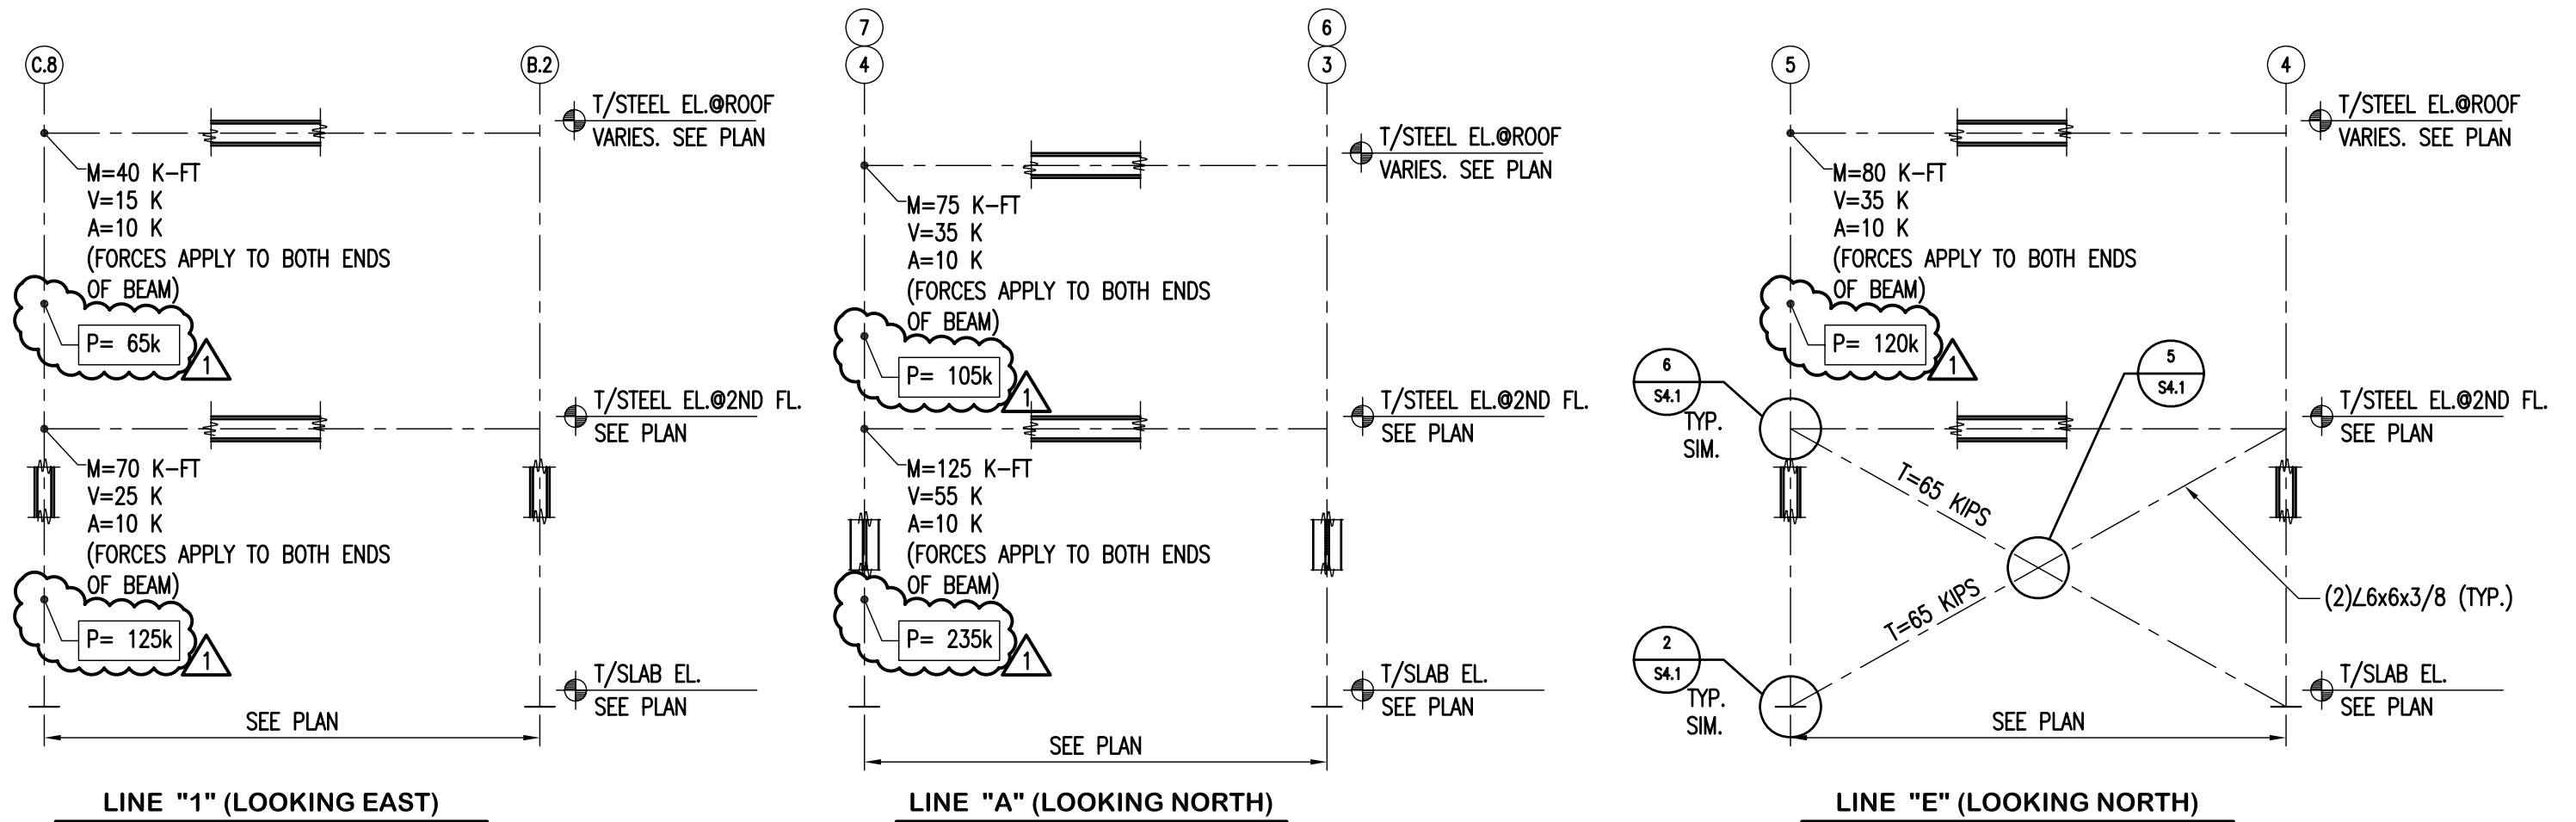 C.8
B.2
T/STEEL EL.@ROOF
VARIES. SEE PLAN
M=40 K-FT
V=15 K
A=10 K
(FORCES APPLY TO BOTH ENDS
OF BEAM)
P= 65k
1
T/STEEL EL.@2ND FL.
SEE PLAN
M=70 K-FT
V=25 K
A=10 K
(FORCES APPLY TO BOTH ENDS
OF BEAM)
P= 125k
1
T/SLAB EL.
SEE PLAN
SEE PLAN
LINE "1" (LOOKING EAST)
7
4
6
3
T/STEEL EL.@ROOF
VARIES. SEE PLAN
M=75 K-FT
V=35 K
A=10 K
(FORCES APPLY TO BOTH ENDS
OF BEAM)
P= 105k
1
T/STEEL EL.@2ND FL.
SEE PLAN
M=125 K-FT
V=55 K
A=10 K
(FORCES APPLY TO BOTH ENDS
OF BEAM)
P= 235k
1
T/SLAB EL.
SEE PLAN
SEE PLAN
LINE "A" (LOOKING NORTH)
5
4
T/STEEL EL.@ROOF
VARIES. SEE PLAN
M=80 K-FT
V=35 K
A=10 K
(FORCES APPLY TO BOTH ENDS
OF BEAM)
P= 120k
1
6
S4.1
TYP.
SIM.
5
S4.1
T/STEEL EL.@2ND FL.
SEE PLAN
T=65 KIPS
T=65 KIPS
(2)∠6x6x3/8 (TYP.)
2
S4.1
TYP.
SIM.
T/SLAB EL.
SEE PLAN
SEE PLAN
LINE "E" (LOOKING NORTH)